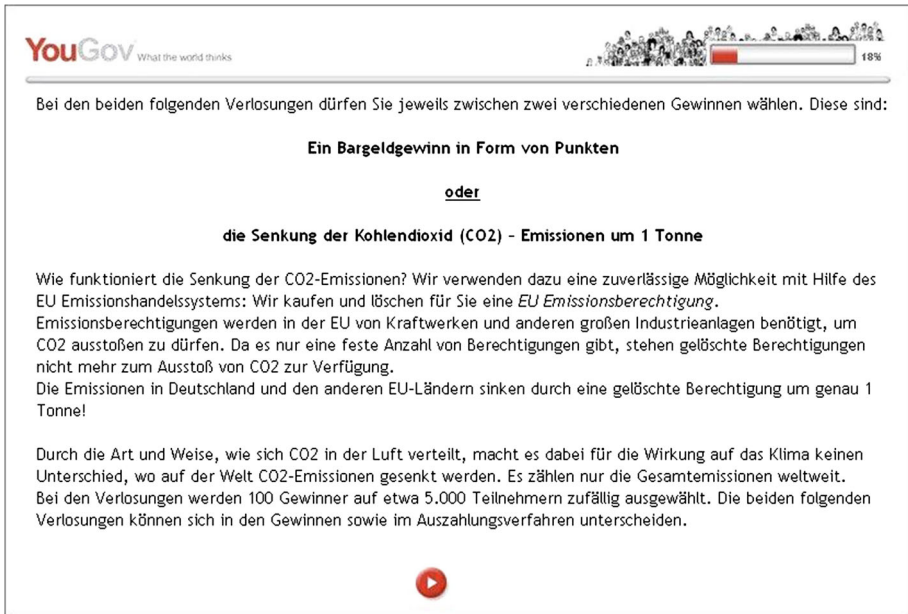 YouGov What the world thinks
18%
Bei den beiden folgenden Verlosungen dürfen Sie jeweils zwischen zwei verschiedenen Gewinnen wählen. Diese sind:
Ein Bargeldgewinn in Form von Punkten
oder
die Senkung der Kohlendioxid (CO2) - Emissionen um 1 Tonne
Wie funktioniert die Senkung der CO2-Emissionen? Wir verwenden dazu eine zuverlässige Möglichkeit mit Hilfe des
EU Emissionshandelssystems: Wir kaufen und löschen für Sie eine EU Emissionsberechtigung.
Emissionsberechtigungen werden in der EU von Kraftwerken und anderen großen Industrieanlagen benötigt, um
CO2 ausstoßen zu dürfen. Da es nur eine feste Anzahl von Berechtigungen gibt, stehen gelöschte Berechtigungen
nicht mehr zum Ausstoß von CO2 zur Verfügung.
Die Emissionen in Deutschland und den anderen EU-Ländern sinken durch eine gelöschte Berechtigung um genau 1
Tonne!
Durch die Art und Weise, wie sich CO2 in der Luft verteilt, macht es dabei für die Wirkung auf das Klima keinen
Unterschied, wo auf der Welt CO2-Emissionen gesenkt werden. Es zählen nur die Gesamtemissionen weltweit.
Bei den Verlosungen werden 100 Gewinner auf etwa 5.000 Teilnehmern zufällig ausgewählt. Die beiden folgenden
Verlosungen können sich in den Gewinnen sowie im Auszahlungsverfahren unterscheiden.